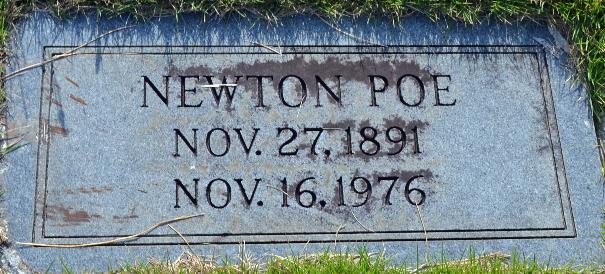 NEWTON POE
NOV. 27, 1891
NOV. 16, 1976